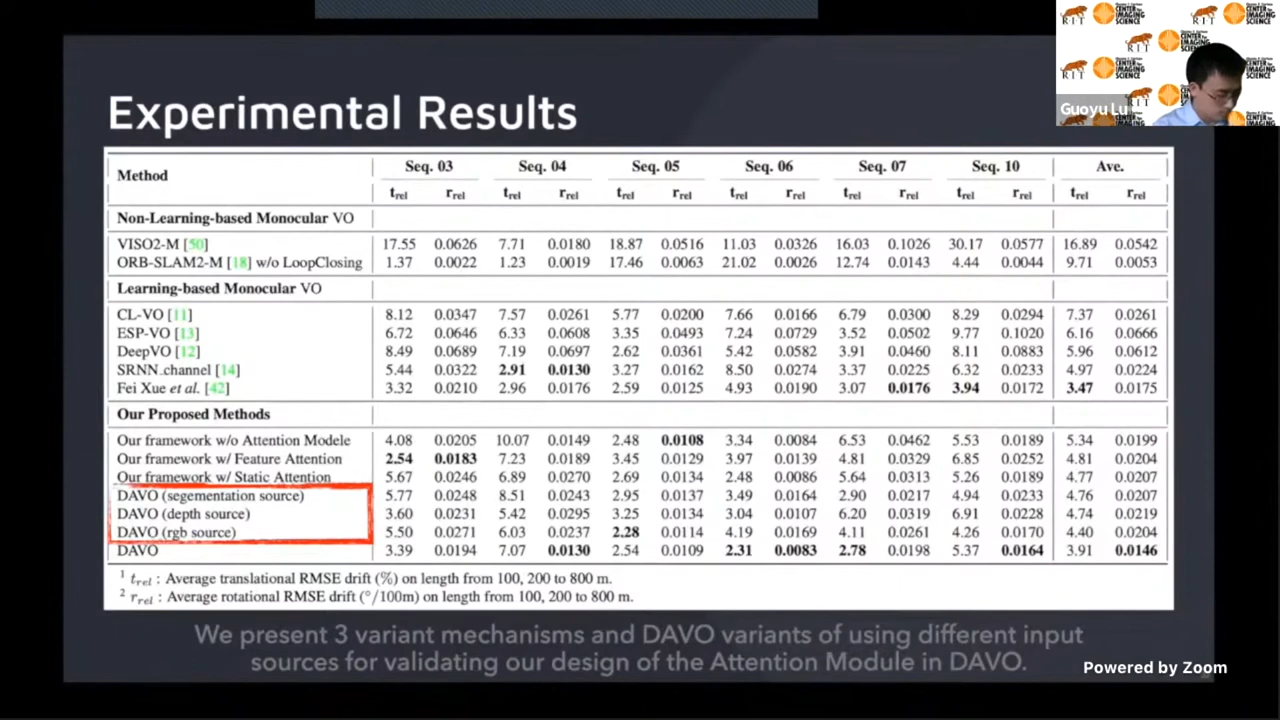 Experimental Results
Method Seq. 03 Seq. 04 Seq. 05 Seq. 06 Seq. 07 Seq. 10 Ave.
trel rrel trel rrel trel rrel trel rrel trel rrel trel rrel trel rrel
Non-Learning-based Monocular VO
VISO2-M [50] 17.55 0.0626 7.71 0.0180 18.87 0.0516 11.03 0.0326 16.03 0.1026 30.17 0.0577 16.89 0.0542
ORB-SLAM2-M [18] w/o LoopClosing 1.37 0.0022 1.23 0.0019 17.46 0.0063 21.02 0.0026 12.74 0.0143 4.44 0.0044 9.71 0.0053
Learning-based Monocular VO
CL-VO [11] 8.12 0.0347 7.57 0.0261 5.77 0.0200 7.66 0.0166 6.79 0.0300 8.29 0.0294 7.37 0.0261
ESP-VO [13] 6.72 0.0646 6.33 0.0608 3.35 0.0493 7.24 0.0729 3.52 0.0502 9.77 0.1020 6.16 0.0666
DeepVO [12] 8.49 0.0689 7.19 0.0697 2.62 0.0361 5.42 0.0582 3.91 0.0460 8.11 0.0883 5.96 0.0612
SRNN_channel [14] 5.44 0.0322 2.91 0.0130 3.27 0.0162 8.50 0.0274 3.37 0.0225 6.32 0.0233 4.97 0.0224
Fei Xue et al. [42] 3.32 0.0210 2.96 0.0176 2.59 0.0125 4.93 0.0190 3.07 0.0176 3.94 0.0172 3.47 0.0175
Our Proposed Methods
Our framework w/o Attention Modele 4.08 0.0205 10.07 0.0149 2.48 0.0108 3.34 0.0084 6.53 0.0462 5.53 0.0189 5.34 0.0199
Our framework w/ Feature Attention 2.54 0.0183 7.23 0.0189 3.45 0.0129 3.97 0.0139 4.81 0.0329 6.85 0.0252 4.81 0.0204
Our framework w/ Static Attention 5.67 0.0246 6.89 0.0270 2.69 0.0134 2.48 0.0086 5.64 0.0313 5.26 0.0189 4.77 0.0207
DAVO (segementation source) 5.77 0.0248 8.51 0.0243 2.95 0.0137 3.49 0.0164 2.90 0.0217 4.94 0.0233 4.76 0.0207
DAVO (depth source) 3.60 0.0231 5.42 0.0295 3.25 0.0134 3.04 0.0107 6.20 0.0319 6.91 0.0228 4.74 0.0219
DAVO (rgb source) 5.50 0.0271 6.03 0.0237 2.28 0.0114 4.19 0.0169 4.11 0.0261 4.26 0.0170 4.40 0.0204
DAVO 3.39 0.0194 7.07 0.0130 2.54 0.0109 2.31 0.0083 2.78 0.0198 5.37 0.0164 3.91 0.0146
1 trel : Average translational RMSE drift (%) on length from 100, 200 to 800 m.
2 rrel : Average rotational RMSE drift (°/100m) on length from 100, 200 to 800 m.
We present 3 variant mechanisms and DAVO variants of using different input
sources for validating our design of the Attention Module in DAVO.
Guoyu Lu
RIT
CENTER for
IMAGING
SCIENCE
Powered by Zoom